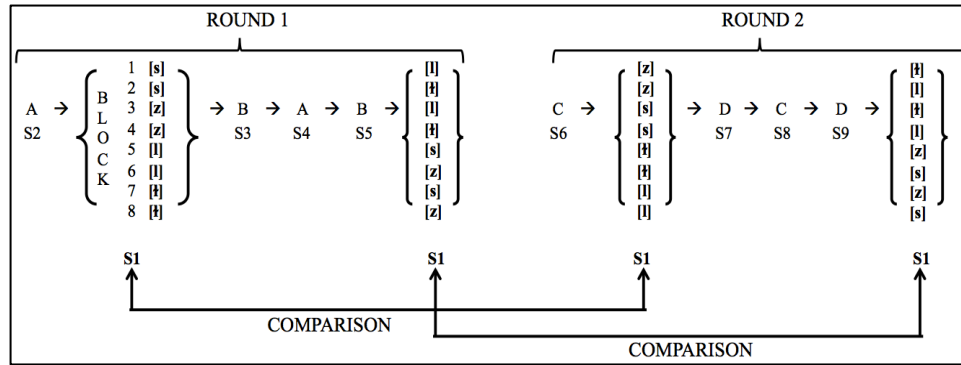 ROUND 1 ROUND 2
1 [s] [l] [z] [ɫ]
2 [s] [ɫ] [z] [l]
A → B L O C K 3 [z] → B → A → B → [l] C → [s] → D → C → D → [ɫ]
S2 4 [z] S3 S4 S5 [ɫ] S6 [s] S7 S8 S9 [l]
5 [l] [s] [ɫ] [z]
6 [l] [z] [ɫ] [s]
7 [ɫ] [s] [l] [z]
8 [ɫ] [z] [l] [s]
S1 S1 S1 S1
COMPARISON
COMPARISON